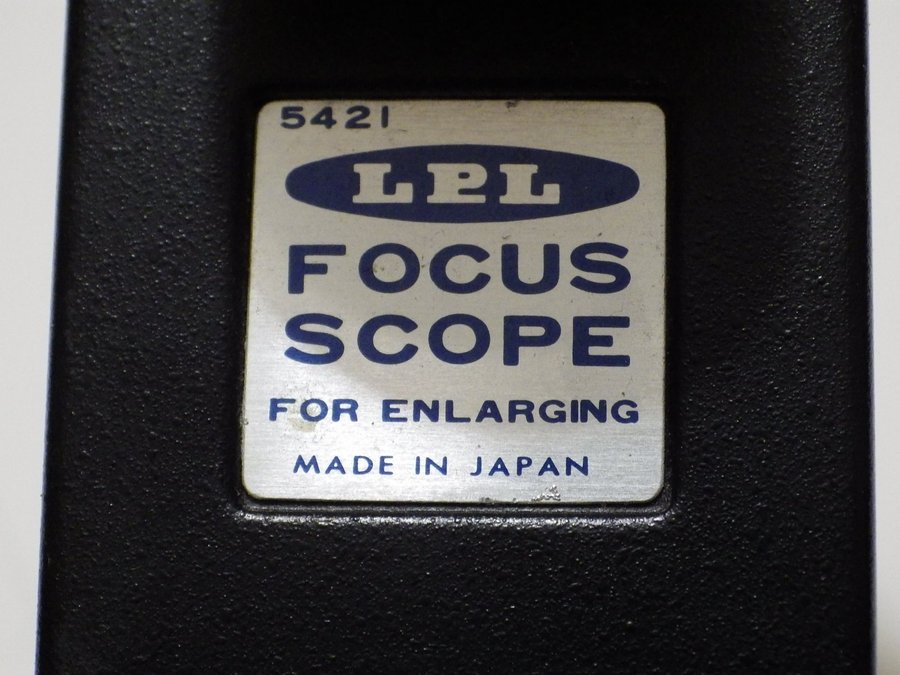 5421
LPL
FOCUS
SCOPE
FOR ENLARGING
MADE IN JAPAN